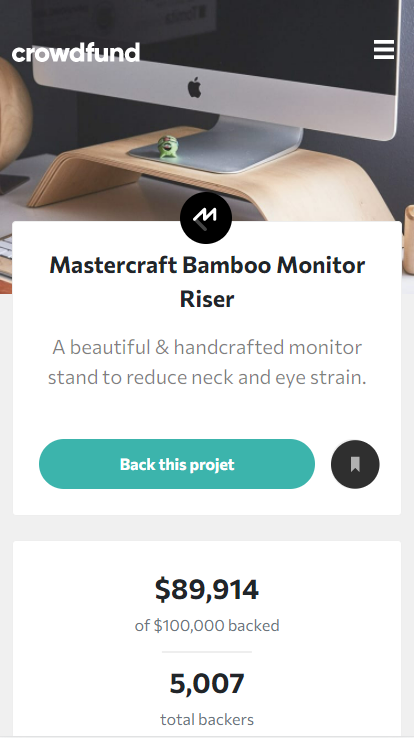 crowdfund
Mastercraft Bamboo Monitor
Riser
A beautiful & handcrafted monitor
stand to reduce neck and eye strain.
Back this projet
$89,914
of $100,000 backed
5,007
total backers